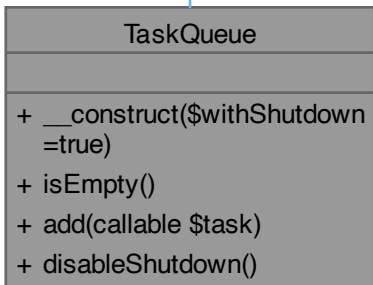 TaskQueue
+ __construct($withShutdown
=true)
+ isEmpty()
+ add(callable $task)
+ disableShutdown()